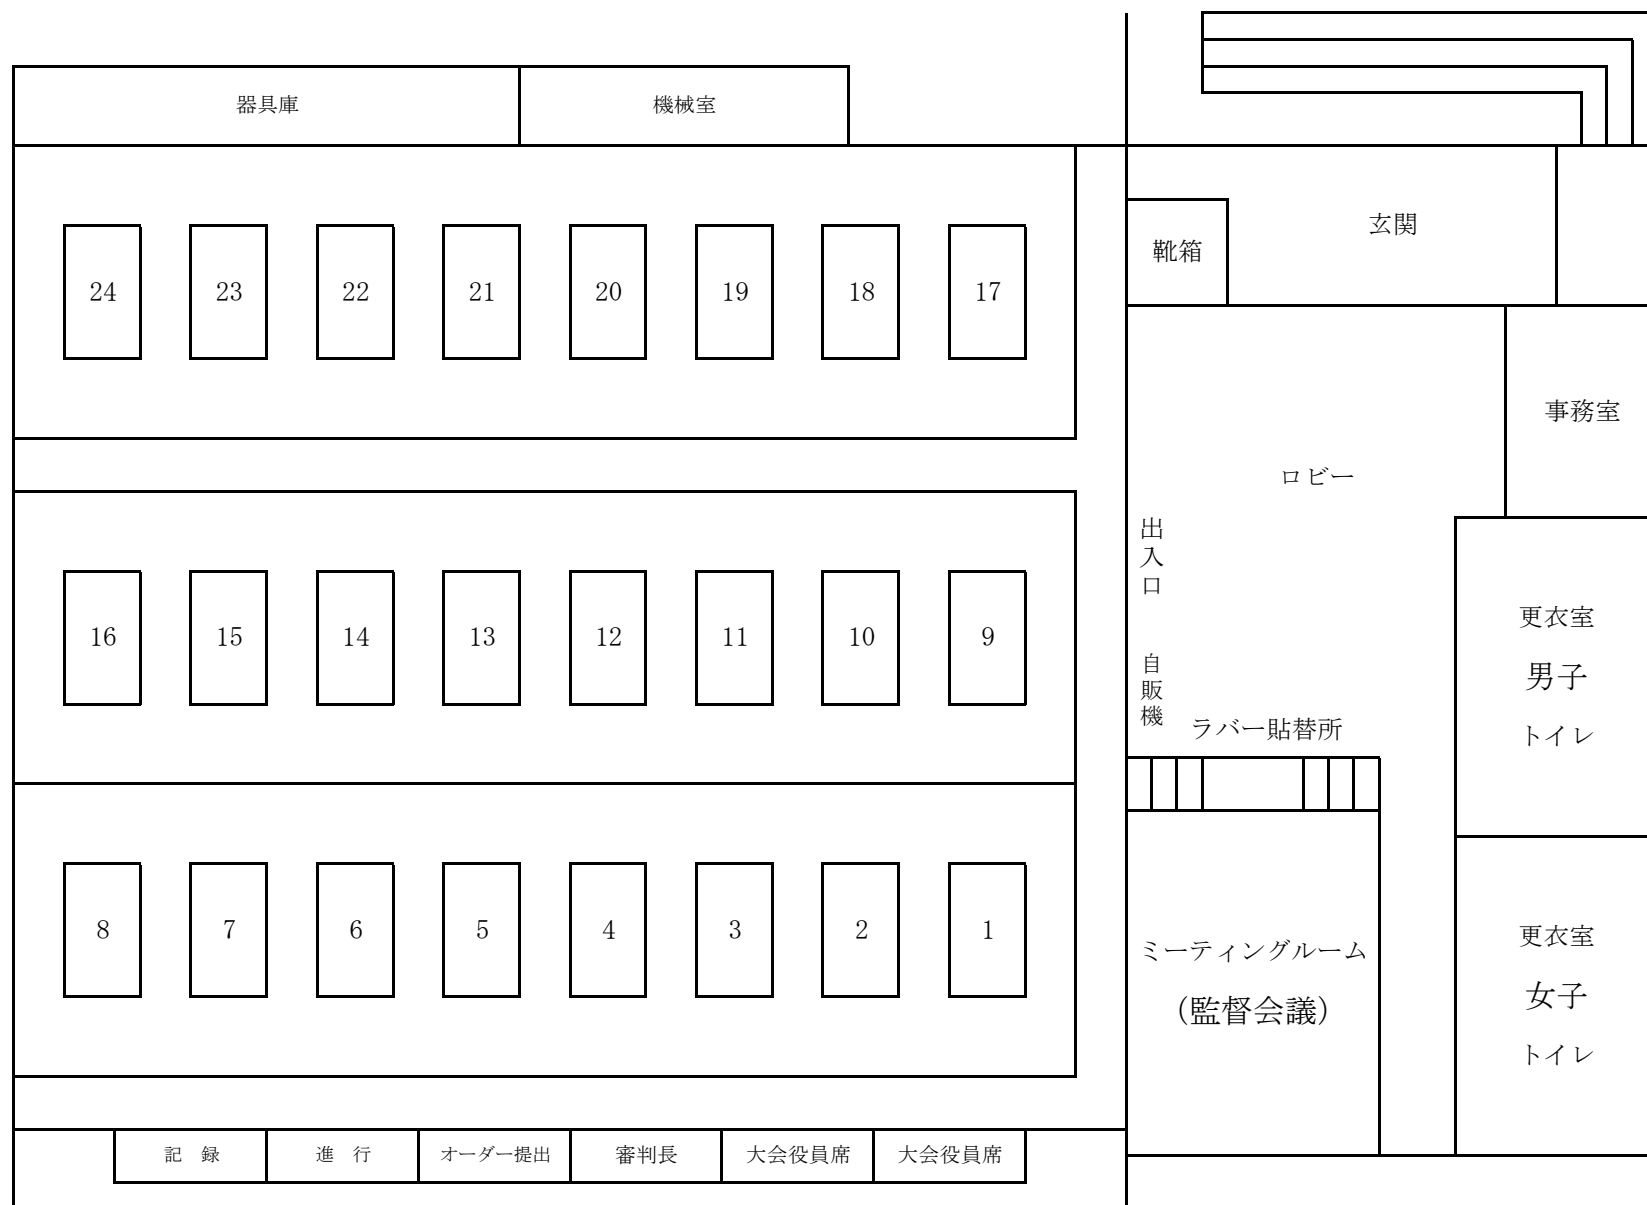 器具庫
機械室
玄関
靴箱
24 23 22 21 20 19 18 17
事務室
ロビー
出入口
16 15 14 13 12 11 10 9
更衣室
男子
トイレ
自販機
ラバー貼替所
8 7 6 5 4 3 2 1
ミーティングルーム
（監督会議）
更衣室
女子
トイレ
記　録
進　行
オーダー提出
審判長
大会役員席
大会役員席